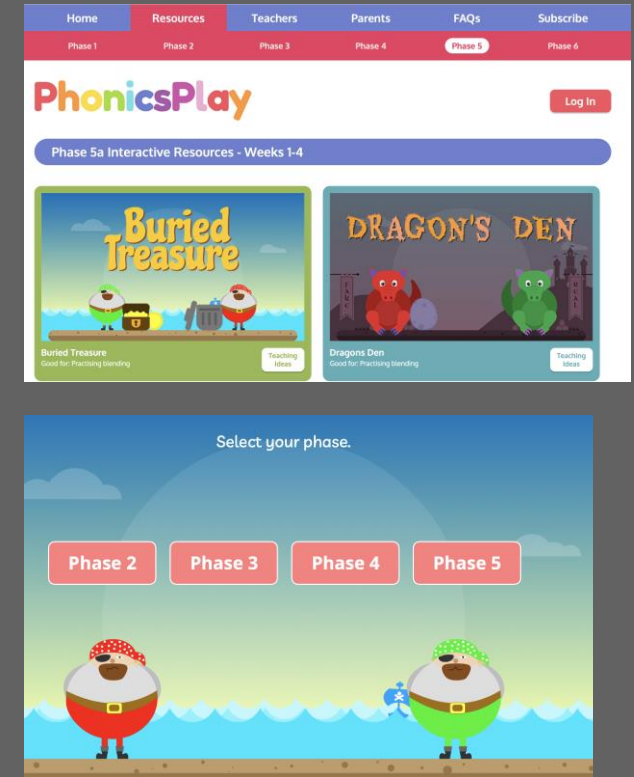 Home Resources Teachers Parents FAQs Subscribe
Phase 1 Phase 2 Phase 3 Phase 4 Phase 5 Phase 6
PhonicsPlay
Log In
Phase 5a Interactive Resources - Weeks 1-4
Buried
Treasure
DRAGON'S DEN
FAKE
REAL
Buried Treasure
Good for: Practising blending
Teaching
Ideas
Dragons Den
Good for: Practising blending
Teaching
Ideas
Select your phase.
Phase 2 Phase 3 Phase 4 Phase 5